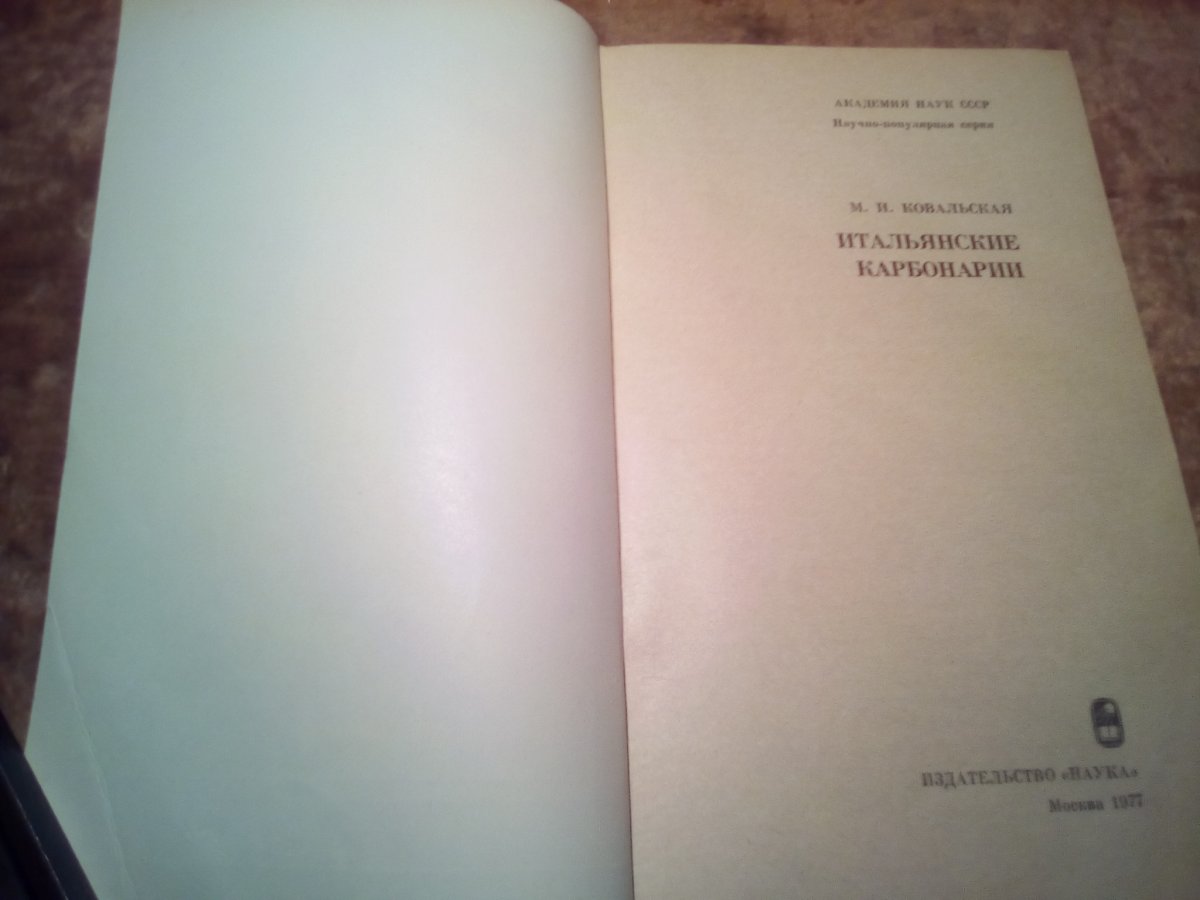 АКАДЕМИЯ НАУК СССР
Научно-популярная серия
М. И. КОВАЛЬСКАЯ
ИТАЛЬЯНСКИЕ
КАРБОНАРИИ
ИЗДАТЕЛЬСТВО «НАУКА»
Москва 1977